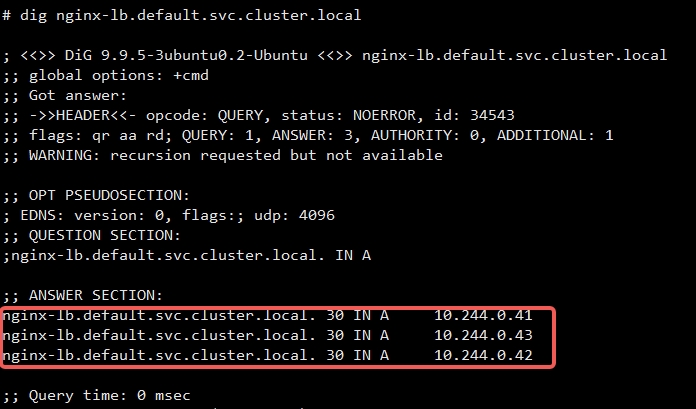 # dig nginx-lb.default.svc.cluster.local
; <<>> DiG 9.9.5-3ubuntu0.2-Ubuntu <<>> nginx-lb.default.svc.cluster.local
;; global options: +cmd
;; Got answer:
;; ->>HEADER<<- opcode: QUERY, status: NOERROR, id: 34543
;; flags: qr aa rd; QUERY: 1, ANSWER: 3, AUTHORITY: 0, ADDITIONAL: 1
;; WARNING: recursion requested but not available
;; OPT PSEUDOSECTION:
; EDNS: version: 0, flags:; udp: 4096
;; QUESTION SECTION:
;nginx-lb.default.svc.cluster.local. IN A
;; ANSWER SECTION:
nginx-lb.default.svc.cluster.local. 30 IN A 10.244.0.41
nginx-lb.default.svc.cluster.local. 30 IN A 10.244.0.43
nginx-lb.default.svc.cluster.local. 30 IN A 10.244.0.42
;; Query time: 0 msec